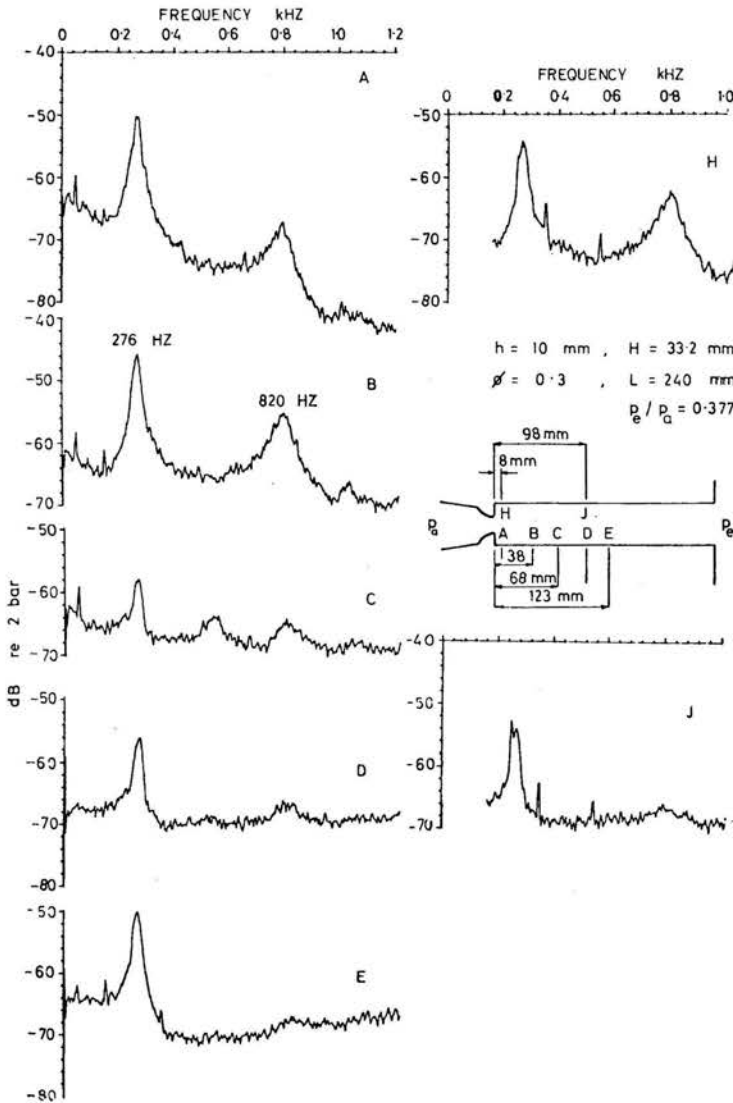 FREQUENCY kHZ
0 0·2 0·4 0·6 0·8 1·0 1·2
-40
-50
-60
-70
-80
A
-40
-50
-60
-70
276 HZ
820 HZ
B
-50
-60
-70
C
-50
-60
-70
-80
D
-50
-60
-70
-80
E
dB re 2 bar
FREQUENCY kHZ
0 0·2 0·4 0·6 0·8 1·0
-50
-60
-70
-80
H
h = 10 mm , H = 33·2 mm
ø = 0·3 , L = 240 mm
pe / pa = 0·377
98mm
8mm
H J
pa A B C D E pe
38
68mm
123 mm
-40
-50
-60
-70
J